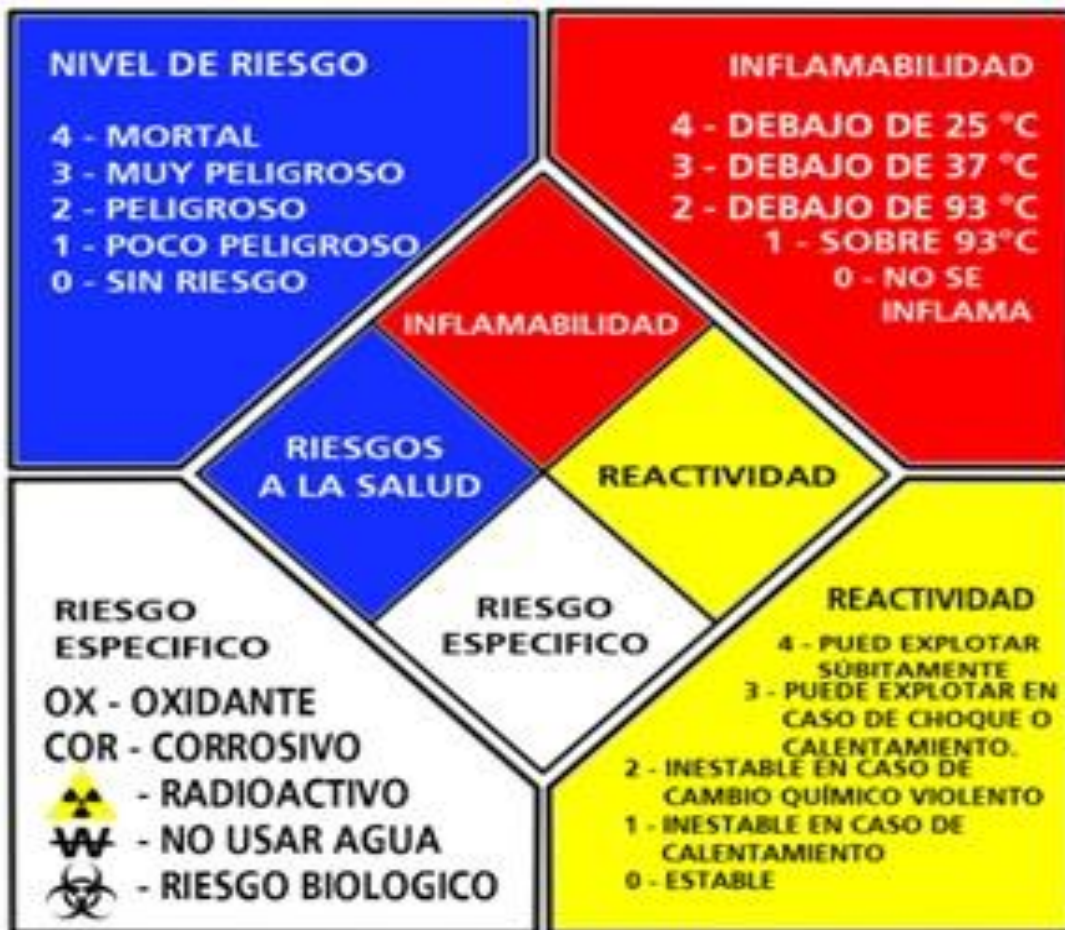 NIVEL DE RIESGO
4 - MORTAL
3 - MUY PELIGROSO
2 - PELIGROSO
1 - POCO PELIGROSO
0 - SIN RIESGO
INFLAMABILIDAD
4 - DEBAJO DE 25 °C
3 - DEBAJO DE 37 °C
2 - DEBAJO DE 93 °C
1 - SOBRE 93°C
0 - NO SE
INFLAMA
INFLAMABILIDAD
RIESGOS
A LA SALUD
REACTIVIDAD
RIESGO
ESPECIFICO
RIESGO
ESPECIFICO
OX - OXIDANTE
COR - CORROSIVO
- RADIOACTIVO
W - NO USAR AGUA
- RIESGO BIOLOGICO
REACTIVIDAD
4 - PUED EXPLOTAR
SÚBITAMENTE
3 - PUEDE EXPLOTAR EN
CASO DE CHOQUE O
CALENTAMIENTO.
2 - INESTABLE EN CASO DE
CAMBIO QUÍMICO VIOLENTO
1 - INESTABLE EN CASO DE
CALENTAMIENTO
0 - ESTABLE